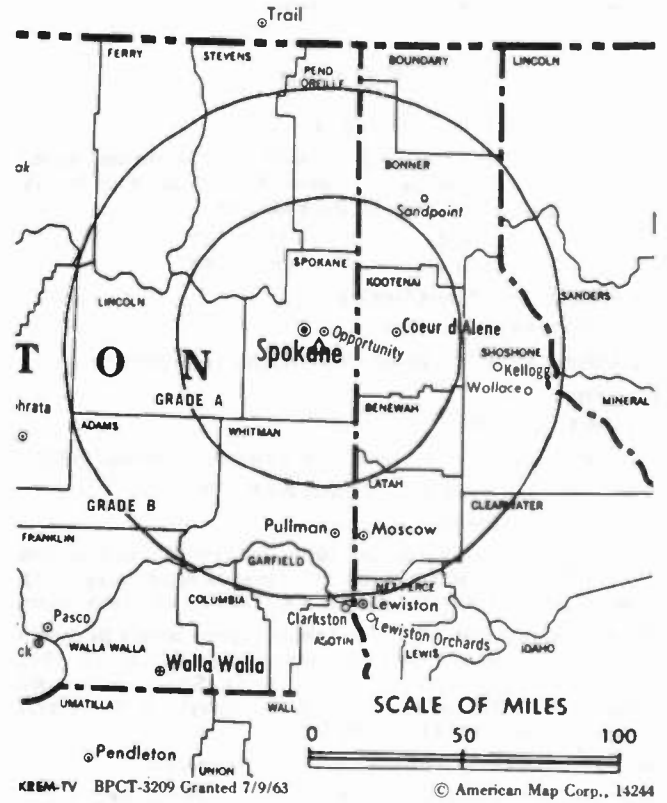 Trail
FERRY
STEVENS
PEND OREILLE
BOUNDARY
LINCOLN
BONNER
ak
Sandpoint
SPOKANE
KOOTENAI
LINCOLN
SANDERS
Spokane
Opportunity
Coeur d'Alene
T O N
SHOSHONE
Kellogg
Wallace
GRADE A
BENEWAH
MINERAL
phrata
ADAMS
WHITMAN
LATAH
GRADE B
CLEARWATER
FRANKLIN
Pullman
Moscow
GARFIELD
NEZ PERCE
COLUMBIA
Clarkston
Lewiston
Pasco
ASOTIN
Lewiston Orchards
ck
WALLA WALLA
LEWIS
IDAHO
Walla Walla
UMATILLA
WALL
SCALE OF MILES
0 50 100
Pendleton
UNION
KREM-TV BPCT-3209 Granted 7/9/63
© American Map Corp., 14244